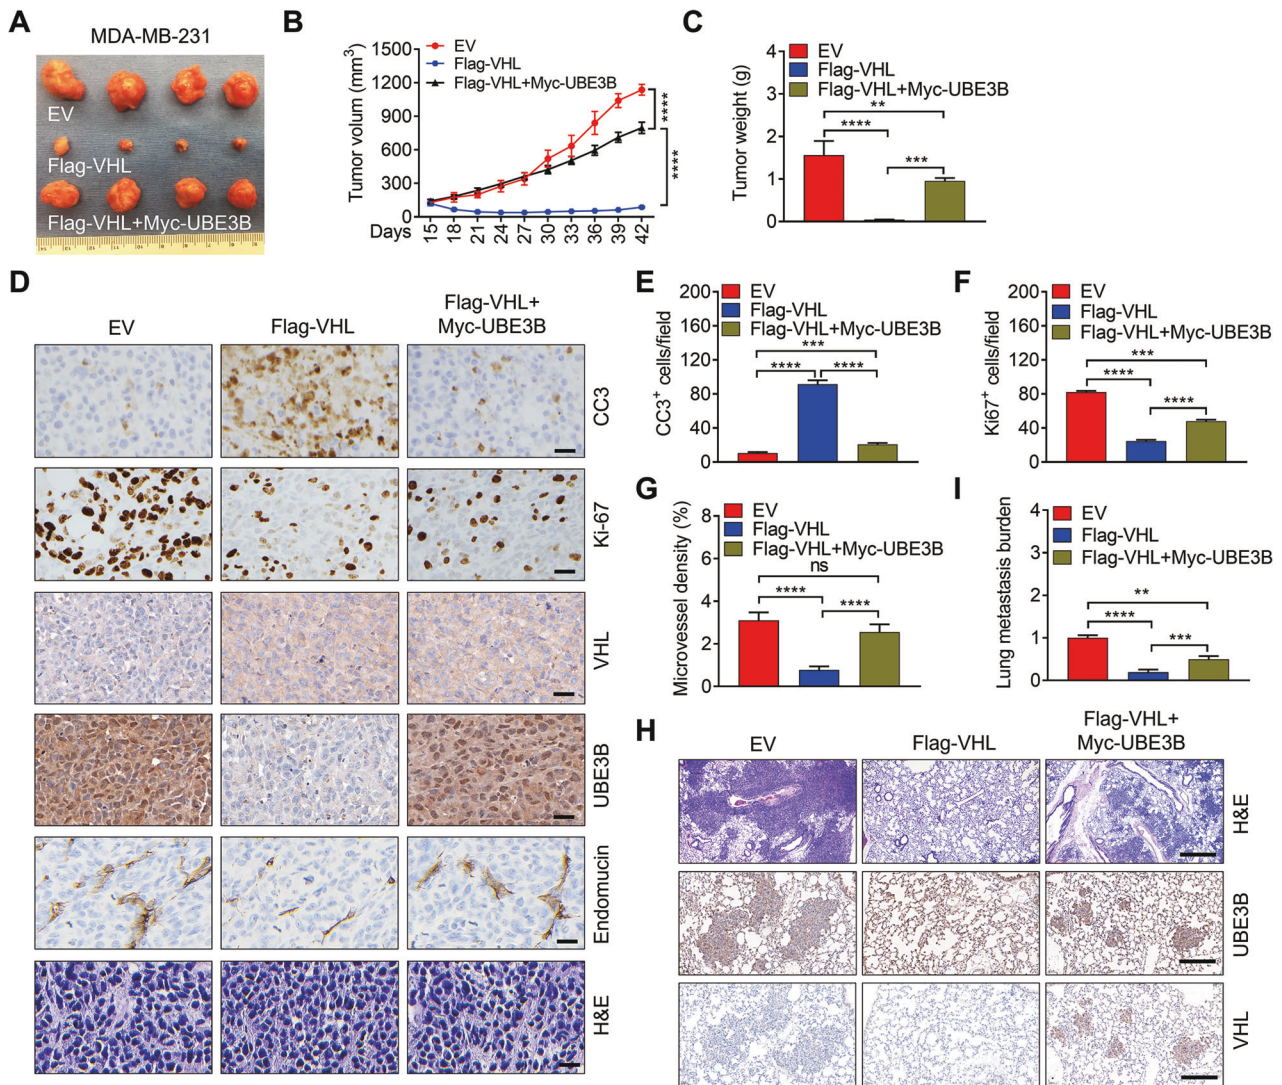 A
MDA-MB-231
EV
Flag-VHL
Flag-VHL+Myc-UBE3B
B
Tumor volum (mm3)
1500
1200
900
600
300
0
EV
Flag-VHL
Flag-VHL+Myc-UBE3B
****
****
Days 15 18 21 24 27 30 33 36 39 42
C
Tumor weight (g)
4
3
2
1
0
EV
Flag-VHL
Flag-VHL+Myc-UBE3B
**
****
***
D
EV
Flag-VHL
Flag-VHL+
Myc-UBE3B
CC3
Ki-67
VHL
UBE3B
Endomucin
H&E
E
CC3+ cells/field
200
160
120
80
40
0
EV
Flag-VHL
Flag-VHL+Myc-UBE3B
***
**** ****
F
Ki67+ cells/field
200
160
120
80
40
0
EV
Flag-VHL
Flag-VHL+Myc-UBE3B
***
****
****
G
Microvessel density (%)
8
6
4
2
0
EV
Flag-VHL
Flag-VHL+Myc-UBE3B
ns
****
****
I
Lung metastasis burden
4
3
2
1
0
EV
Flag-VHL
Flag-VHL+Myc-UBE3B
**
****
***
H
EV
Flag-VHL
Flag-VHL+
Myc-UBE3B
H&E
UBE3B
VHL